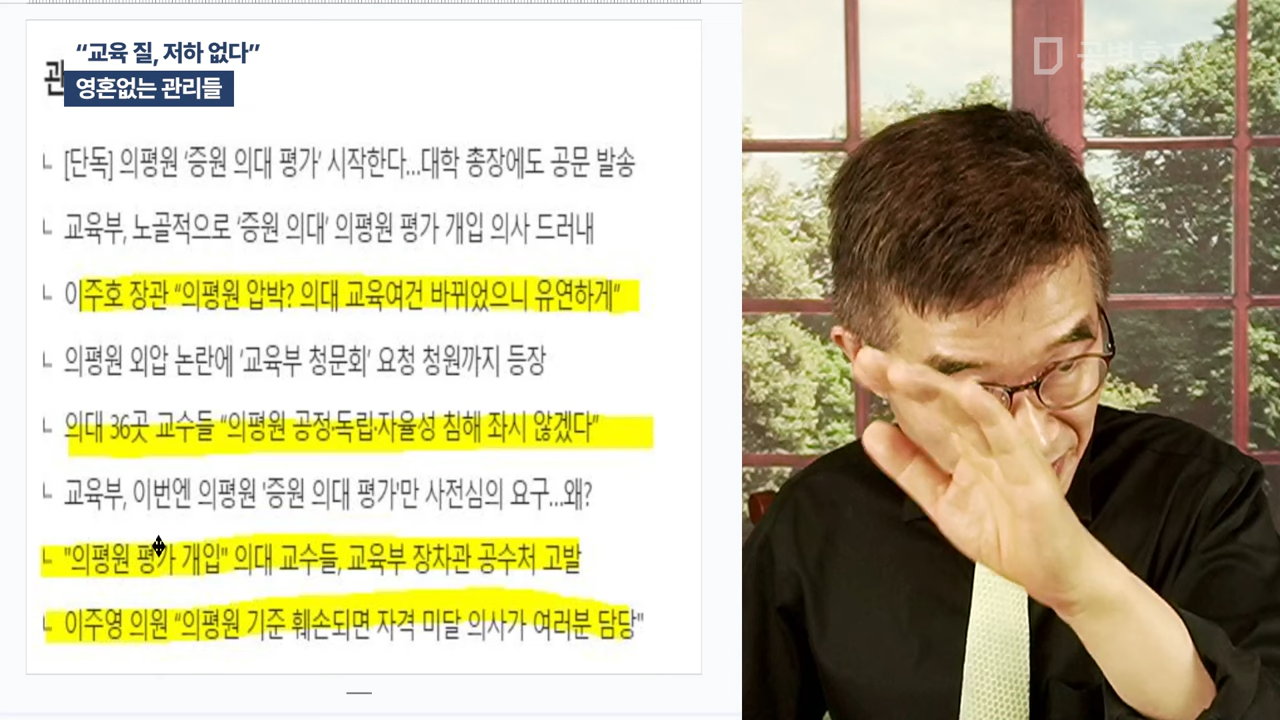 “교육 질, 저하 없다”
영혼없는 관리들
관
ㄴ [단독] 의평원 ‘증원 의대 평가’ 시작한다...대학 총장에도 공문 발송
ㄴ 교육부, 노골적으로 ‘증원 의대’ 의평원 평가 개입 의사 드러내
ㄴ 이주호 장관 “의평원 압박? 의대 교육여건 바뀌었으니 유연하게”
ㄴ 의평원 외압 논란에 ‘교육부 청문회’ 요청 청원까지 등장
ㄴ 의대 36곳 교수들 “의평원 공정·독립·자율성 침해 좌시 않겠다”
ㄴ 교육부, 이번엔 의평원 '증원 의대 평가'만 사전심의 요구...왜?
ㄴ "의평원 평가 개입" 의대 교수들, 교육부 장차관 공수처 고발
ㄴ 이주영 의원 “의평원 기준 훼손되면 자격 미달 의사가 여러분 담당"
공병호TV